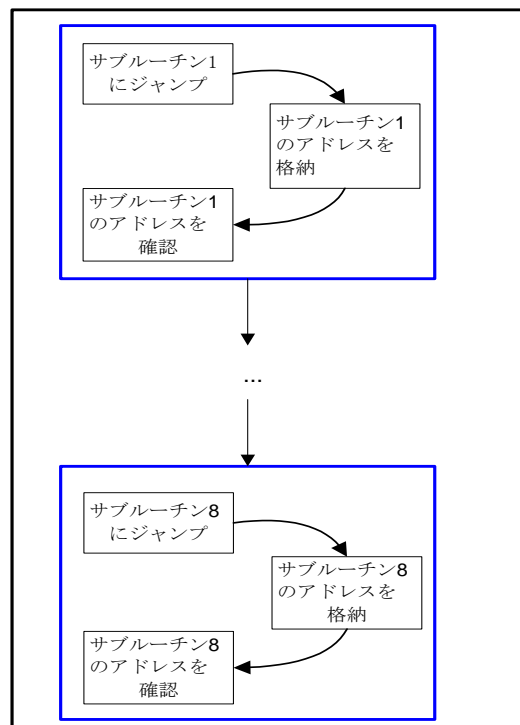 サブルーチン1
にジャンプ
サブルーチン1
のアドレスを
格納
サブルーチン1
のアドレスを
確認
...
サブルーチン8
にジャンプ
サブルーチン8
のアドレスを
格納
サブルーチン8
のアドレスを
確認